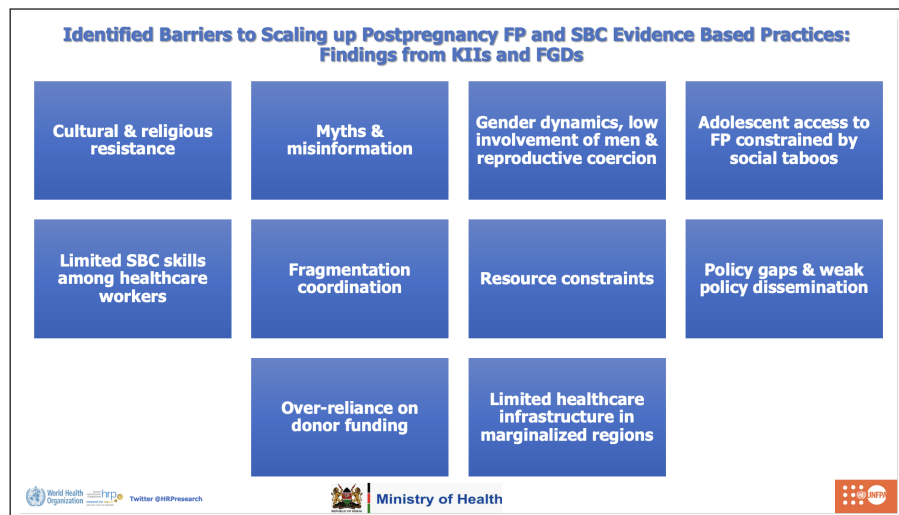 Identified Barriers to Scaling up Postpregnancy FP and SBC Evidence Based Practices:
Findings from KIIs and FGDs
Cultural & religious
resistance
Myths &
misinformation
Gender dynamics, low
involvement of men &
reproductive coercion
Adolescent access to
FP constrained by
social taboos
Limited SBC skills
among healthcare
workers
Fragmentation
coordination
Resource constraints
Policy gaps & weak
policy dissemination
Over-reliance on
donor funding
Limited healthcare
infrastructure in
marginalized regions
World Health
Organization
hrp
Twitter @HRPresearch
REPUBLIC OF KENYA
Ministry of Health
UNFPA